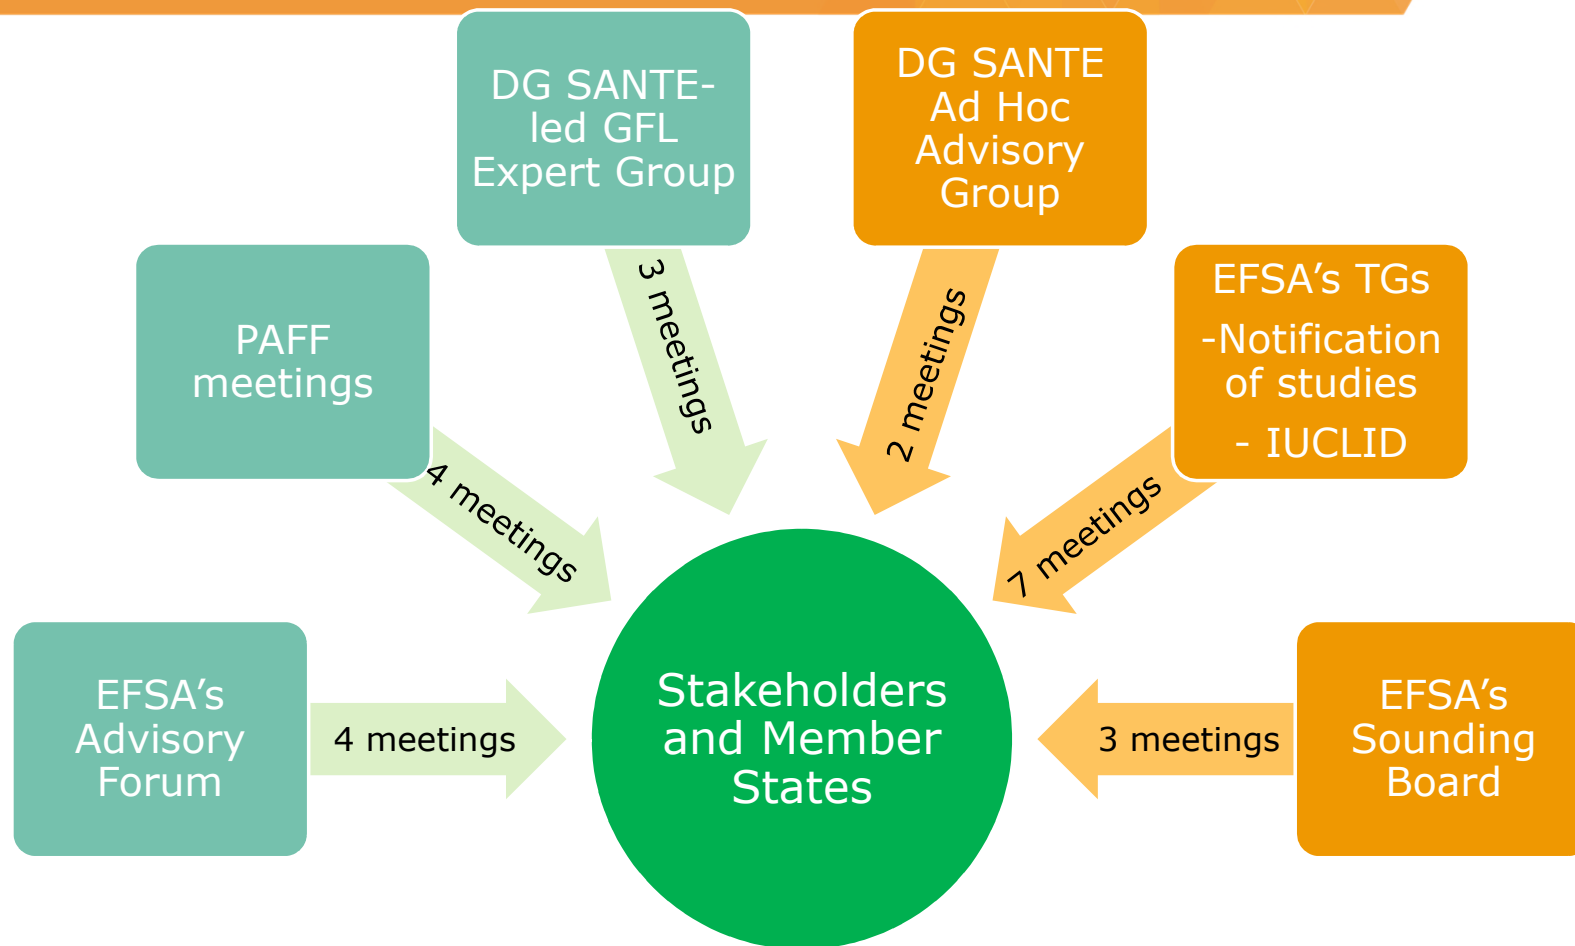 DG SANTE-
led GFL
Expert Group
DG SANTE
Ad Hoc
Advisory
Group
PAFF
meetings
EFSA’s TGs
-Notification
of studies
- IUCLID
3 meetings
2 meetings
4 meetings
7 meetings
EFSA’s
Advisory
Forum
4 meetings
Stakeholders
and Member
States
3 meetings
EFSA’s
Sounding
Board